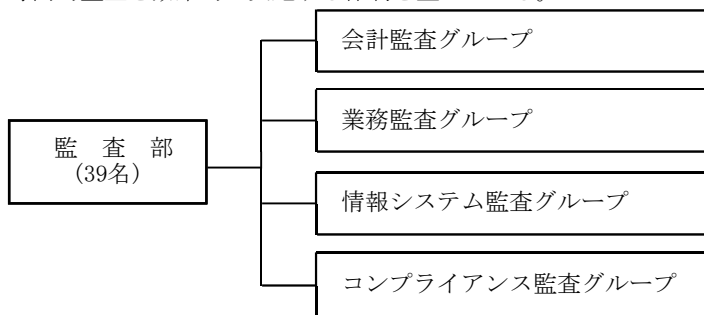 会計監査グループ
業務監査グループ
監 査 部
(39名)
情報システム監査グループ
コンプライアンス監査グループ